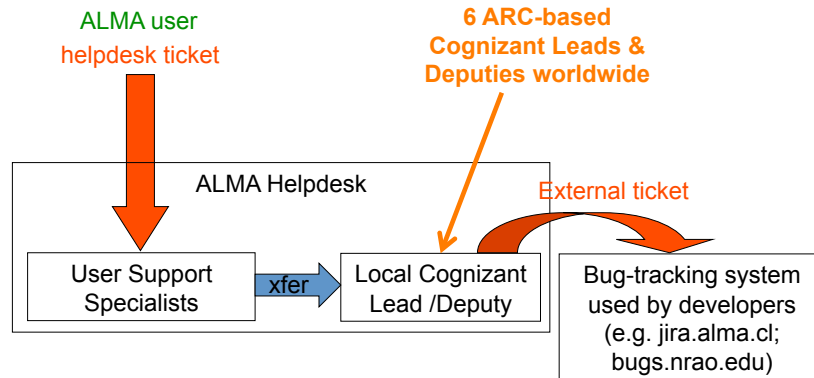 ALMA user
helpdesk ticket
6 ARC-based
Cognizant Leads &
Deputies worldwide
ALMA Helpdesk
External ticket
User Support
Specialists
xfer
Local Cognizant
Lead /Deputy
Bug-tracking system
used by developers
(e.g. jira.alma.cl;
bugs.nrao.edu)